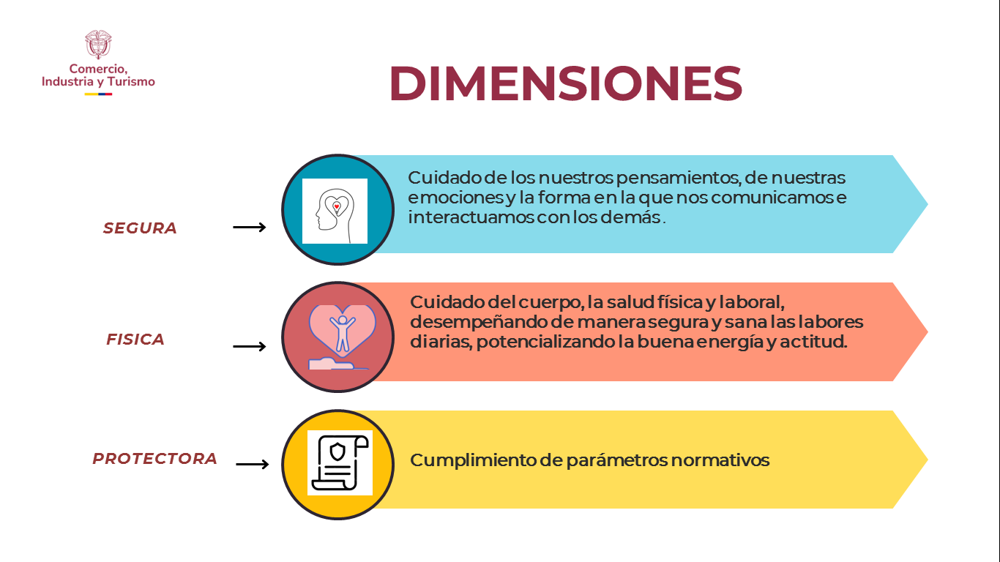 Comercio,
Industria y Turismo
DIMENSIONES
SEGURA
Cuidado de los nuestros pensamientos, de nuestras
emociones y la forma en la que nos comunicamos e
interactuamos con los demás.
FISICA
Cuidado del cuerpo, la salud física y laboral,
desempeñando de manera segura y sana las labores
diarias, potencializando la buena energía y actitud.
PROTECTORA
Cumplimiento de parámetros normativos